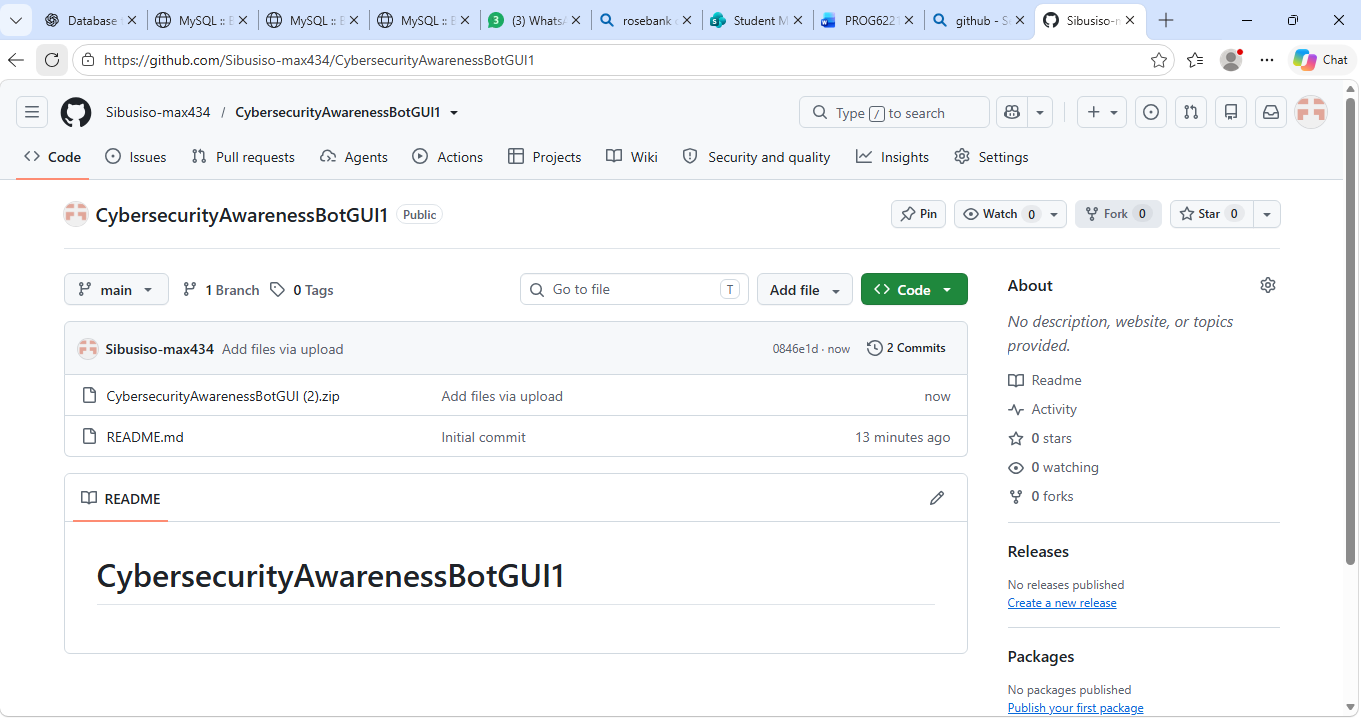 Database
MySQL :: B
MySQL :: B
MySQL :: B
3 (3) WhatsA
rosebank
Student M
PROG6221
github - Se
Sibusiso-m
https://github.com/Sibusiso-max434/CybersecurityAwarenessBotGUI1
Chat
Sibusiso-max434 / CybersecurityAwarenessBotGUI1
Type / to search
Code Issues Pull requests Agents Actions Projects Wiki Security and quality Insights Settings
CybersecurityAwarenessBotGUI1 Public
Pin Watch 0 Fork 0 Star 0
main 1 Branch 0 Tags
Go to file T Add file Code
Sibusiso-max434 Add files via upload 0846e1d · now 2 Commits
CybersecurityAwarenessBotGUI (2).zip Add files via upload now
README.md Initial commit 13 minutes ago
README
CybersecurityAwarenessBotGUI1
About
No description, website, or topics
provided.
Readme
Activity
0 stars
0 watching
0 forks
Releases
No releases published
Create a new release
Packages
No packages published
Publish your first package